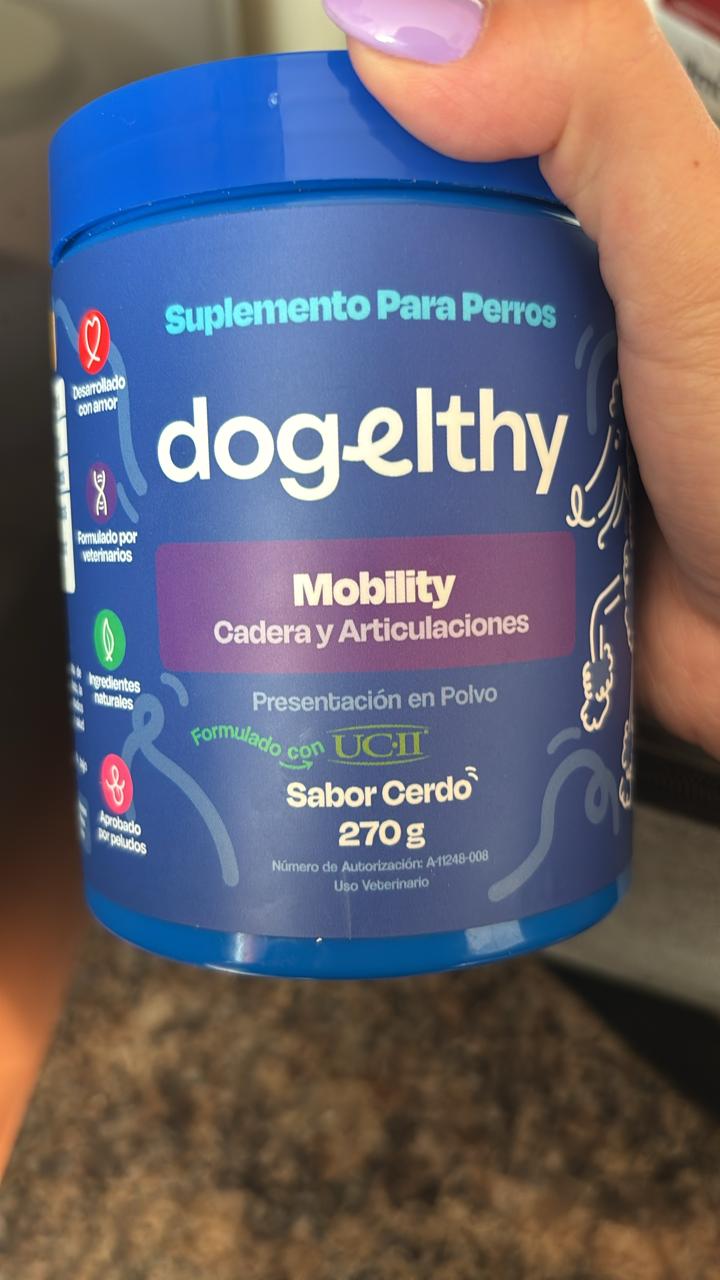 Suplemento Para Perros
dogelthy
Mobility
Cadera y Articulaciones
Presentación en Polvo
Formulado con UC·II®
Sabor Cerdo
270 g
Número de Autorización: A-11248-008
Uso Veterinario
Desarrollado
con amor
Formulado por
veterinarios
Ingredientes
naturales
Aprobado
por peludos